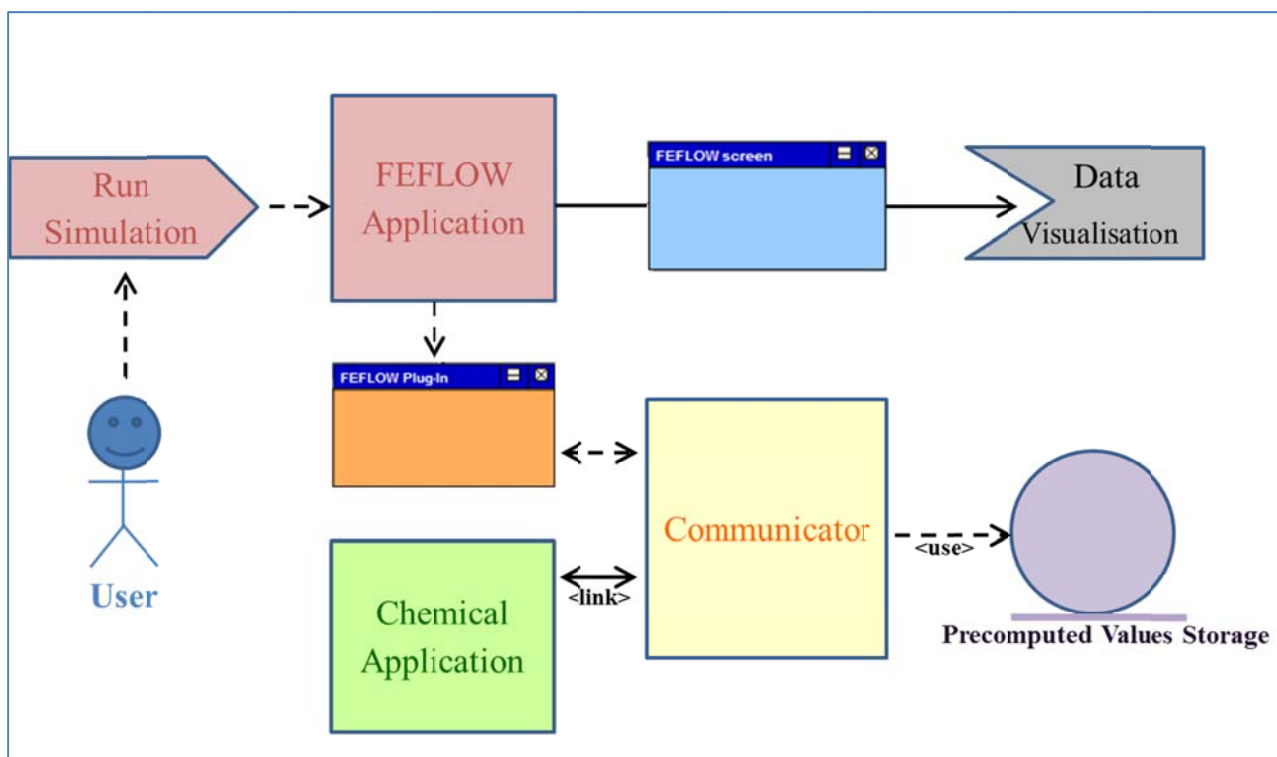 Run
Simulation
FEFLOW
Application
FEFLOW screen
Data
Visualisation
FEFLOW Plug-In
User
Chemical
Application
<link>
Communicator
<use>
Precomputed Values Storage